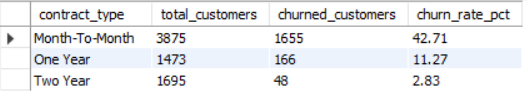 contract_type total_customers churned_customers churn_rate_pct
Month-To-Month 3875 1655 42.71
One Year 1473 166 11.27
Two Year 1695 48 2.83